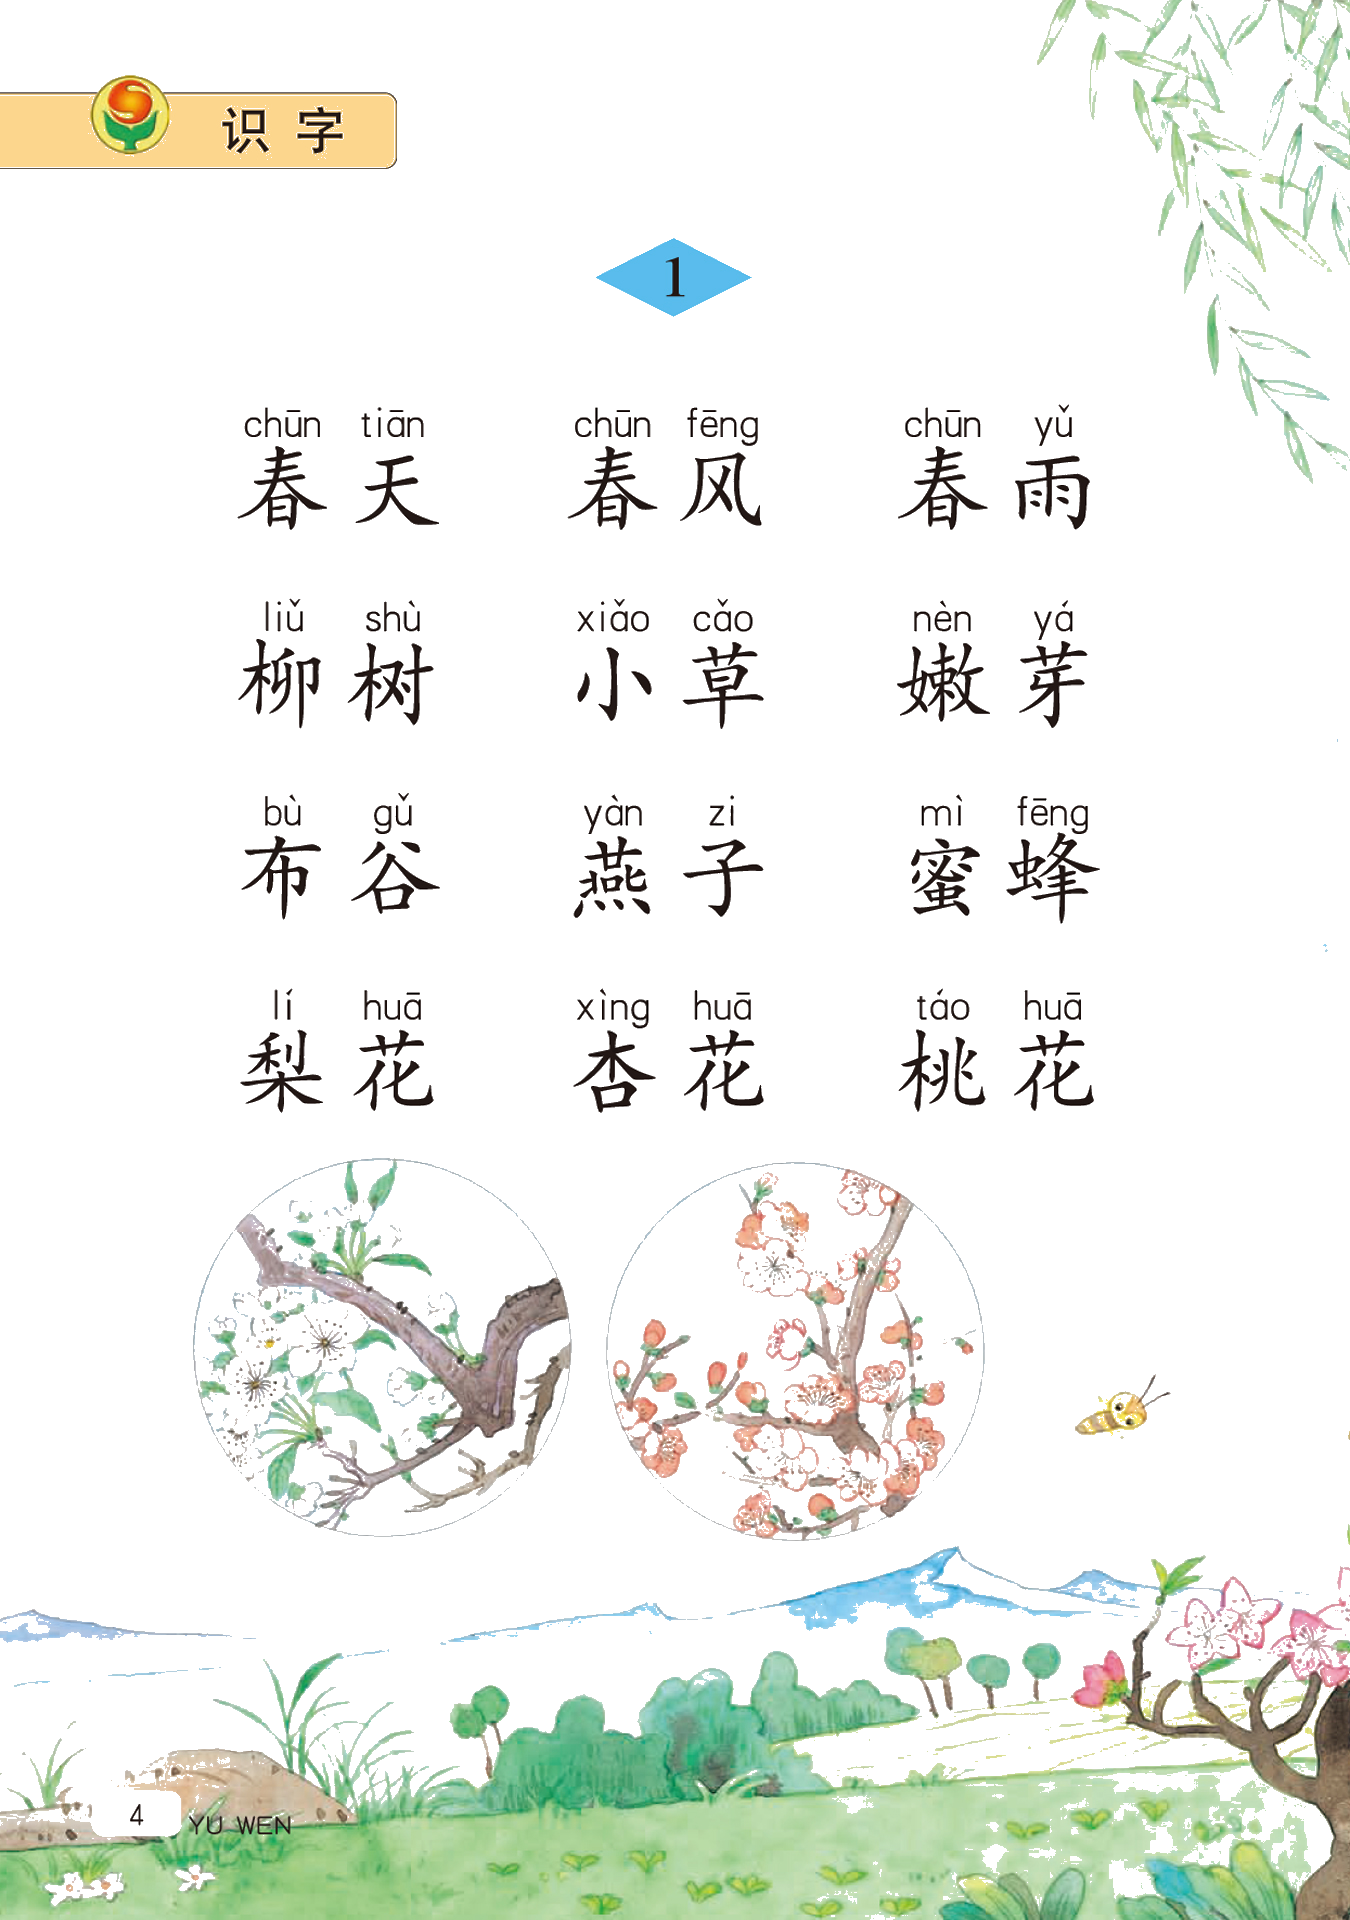 识字
1
chūn tiān chūn fēng chūn yǔ
春天 春风 春雨
liǔ shù xiǎo cǎo nèn yá
柳树 小草 嫩芽
bù gǔ yàn zi mì fēng
布谷 燕子 蜜蜂
lí huā xìng huā táo huā
梨花 杏花 桃花
4 YU WEN